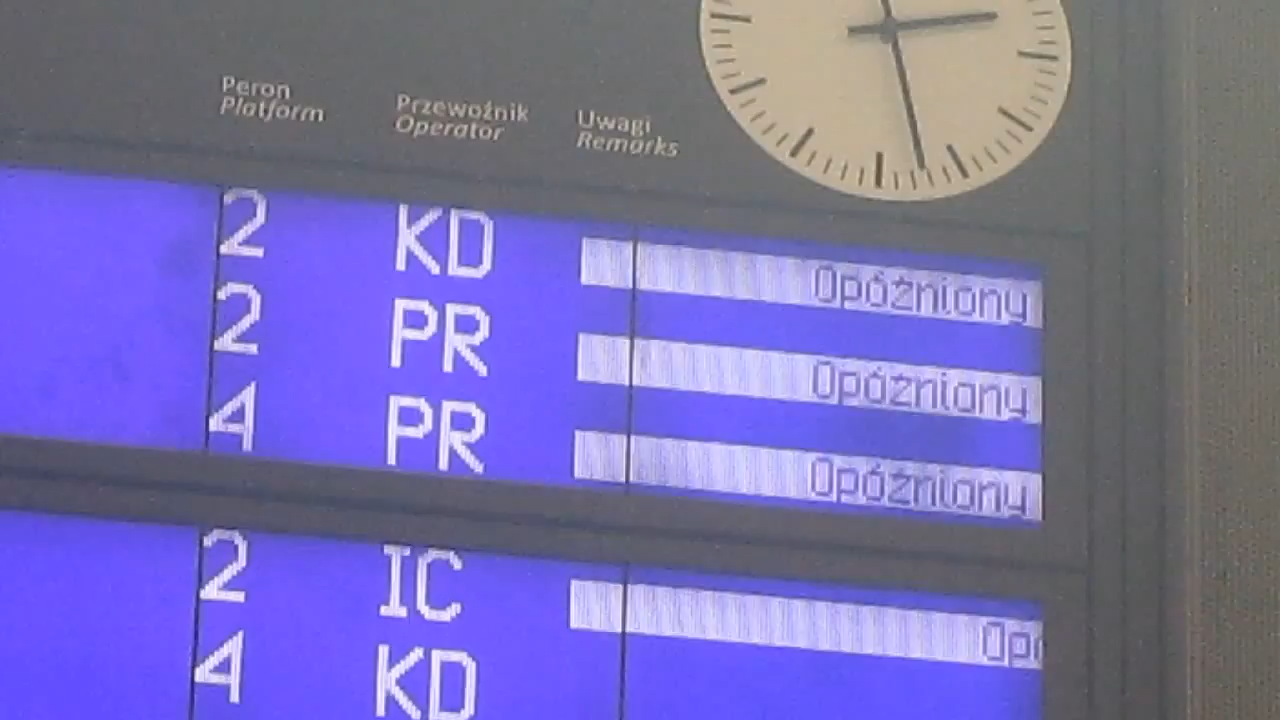 Peron
Platform
Przewoźnik
Operator
Uwagi
Remarks
2 KD Opóźniony
2 PR Opóźniony
4 PR Opóźniony
2 IC Opó
4 KD